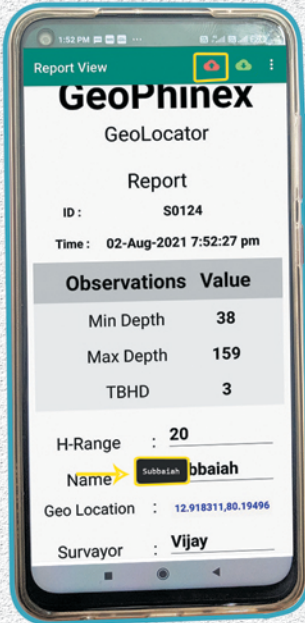 1:52 PM
Report View
GeoPhinex
GeoLocator
Report
ID : S0124
Time : 02-Aug-2021 7:52:27 pm
Observations Value
Min Depth 38
Max Depth 159
TBHD 3
H-Range : 20
Name Subbaiah bbaiah
Geo Location : 12.918311,80.19496
Survayor : Vijay